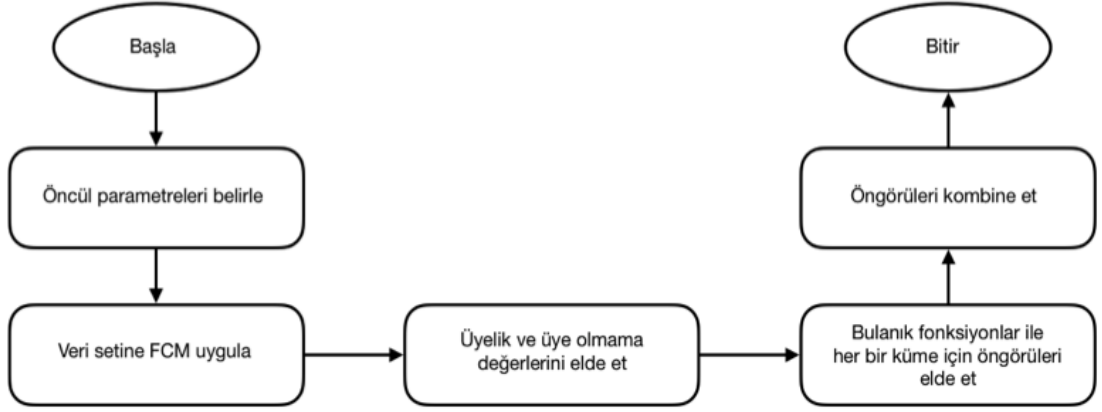 Başla
Öncül parametreleri belirle
Veri setine FCM uygula
Üyelik ve üye olmama
değerlerini elde et
Bulanık fonksiyonlar ile
her bir küme için öngörüleri
elde et
Öngörüleri kombine et
Bitir